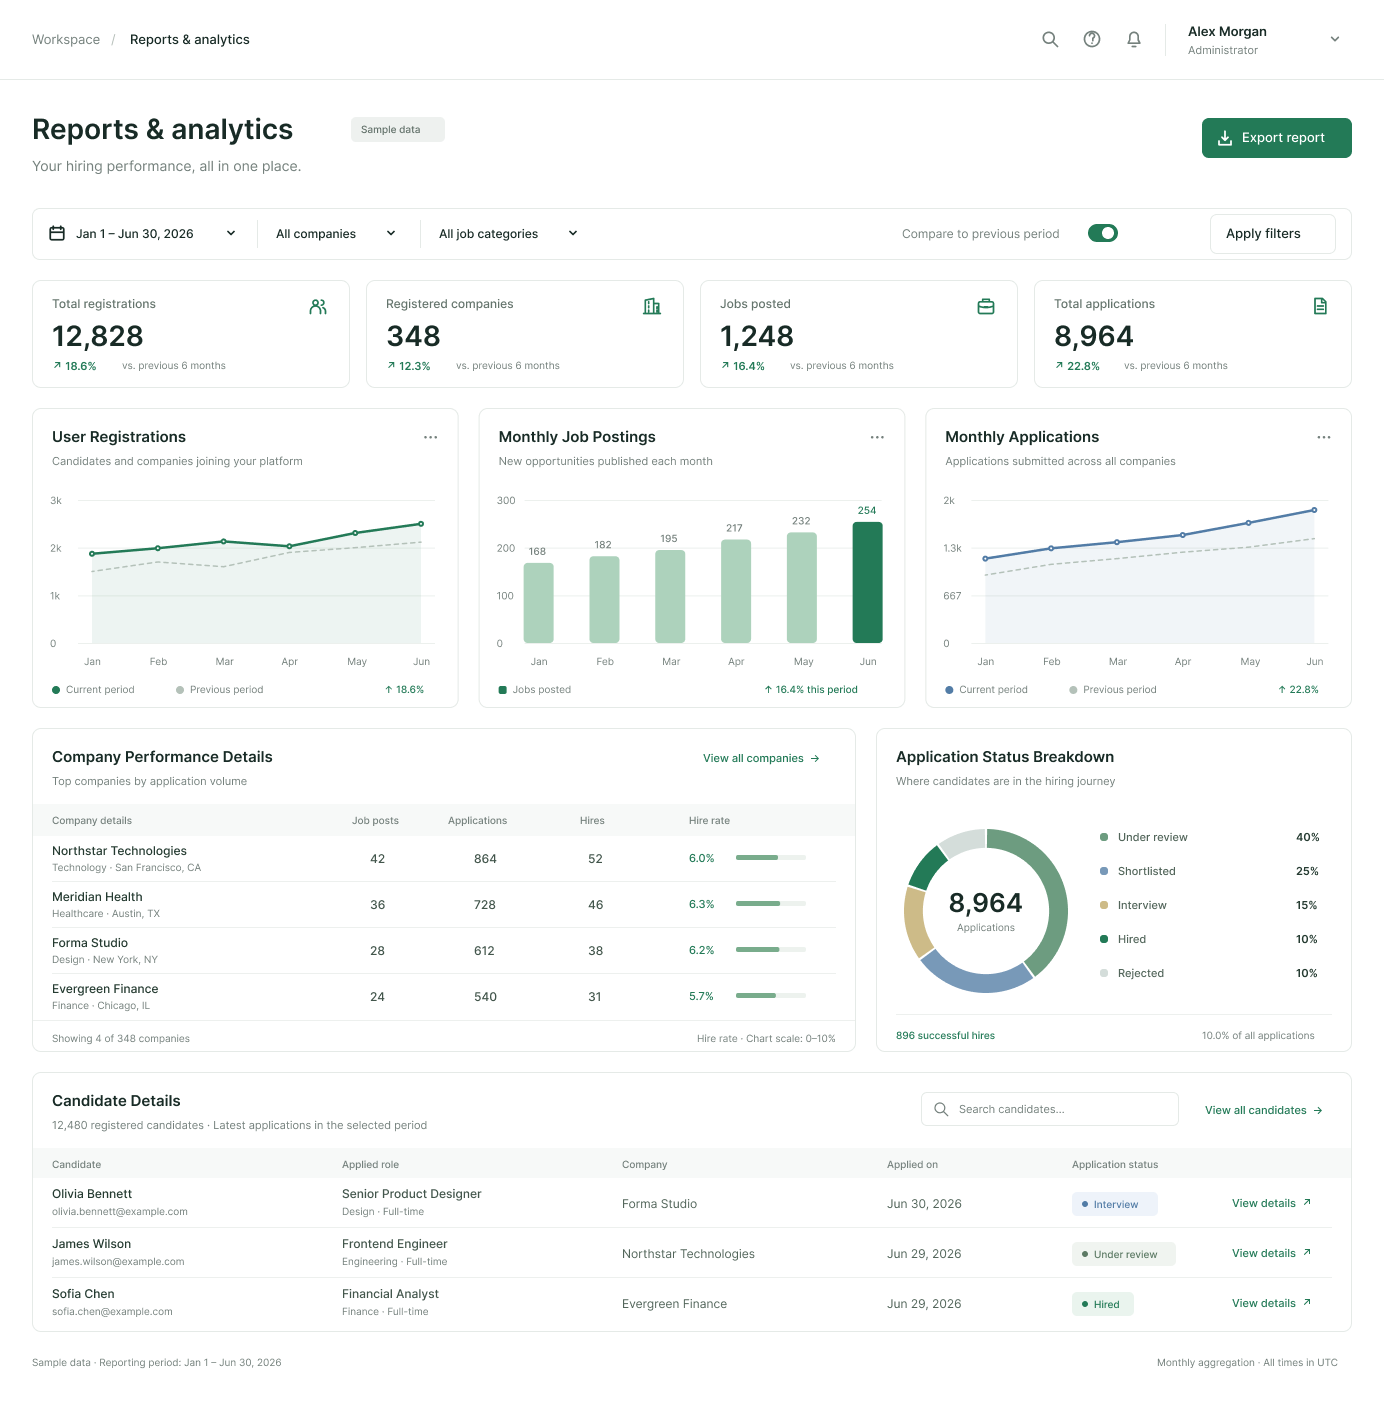 Workspace / Reports & analytics
Alex Morgan
Administrator
Reports & analytics
Sample data
Your hiring performance, all in one place.
Export report
Jan 1 – Jun 30, 2026
All companies
All job categories
Compare to previous period
Apply filters
Total registrations
12,828
↗ 18.6% vs. previous 6 months
Registered companies
348
↗ 12.3% vs. previous 6 months
Jobs posted
1,248
↗ 16.4% vs. previous 6 months
Total applications
8,964
↗ 22.8% vs. previous 6 months
User Registrations
Candidates and companies joining your platform
3k
2k
1k
0
Jan Feb Mar Apr May Jun
Current period Previous period ↑ 18.6%
Monthly Job Postings
New opportunities published each month
300
200
100
0
168 182 195 217 232 254
Jan Feb Mar Apr May Jun
Jobs posted ↑ 16.4% this period
Monthly Applications
Applications submitted across all companies
2k
1.3k
667
0
Jan Feb Mar Apr May Jun
Current period Previous period ↑ 22.8%
Company Performance Details
View all companies →
Top companies by application volume
Company details Job posts Applications Hires Hire rate
Northstar Technologies
Technology · San Francisco, CA
42 864 52 6.0%
Meridian Health
Healthcare · Austin, TX
36 728 46 6.3%
Forma Studio
Design · New York, NY
28 612 38 6.2%
Evergreen Finance
Finance · Chicago, IL
24 540 31 5.7%
Showing 4 of 348 companies
Hire rate · Chart scale: 0–10%
Application Status Breakdown
Where candidates are in the hiring journey
8,964
Applications
Under review 40%
Shortlisted 25%
Interview 15%
Hired 10%
Rejected 10%
896 successful hires
10.0% of all applications
Candidate Details
12,480 registered candidates · Latest applications in the selected period
Search candidates...
View all candidates →
Candidate Applied role Company Applied on Application status
Olivia Bennett
olivia.bennett@example.com
Senior Product Designer
Design · Full-time
Forma Studio
Jun 30, 2026
Interview
View details ↗
James Wilson
james.wilson@example.com
Frontend Engineer
Engineering · Full-time
Northstar Technologies
Jun 29, 2026
Under review
View details ↗
Sofia Chen
sofia.chen@example.com
Financial Analyst
Finance · Full-time
Evergreen Finance
Jun 29, 2026
Hired
View details ↗
Sample data · Reporting period: Jan 1 – Jun 30, 2026
Monthly aggregation · All times in UTC